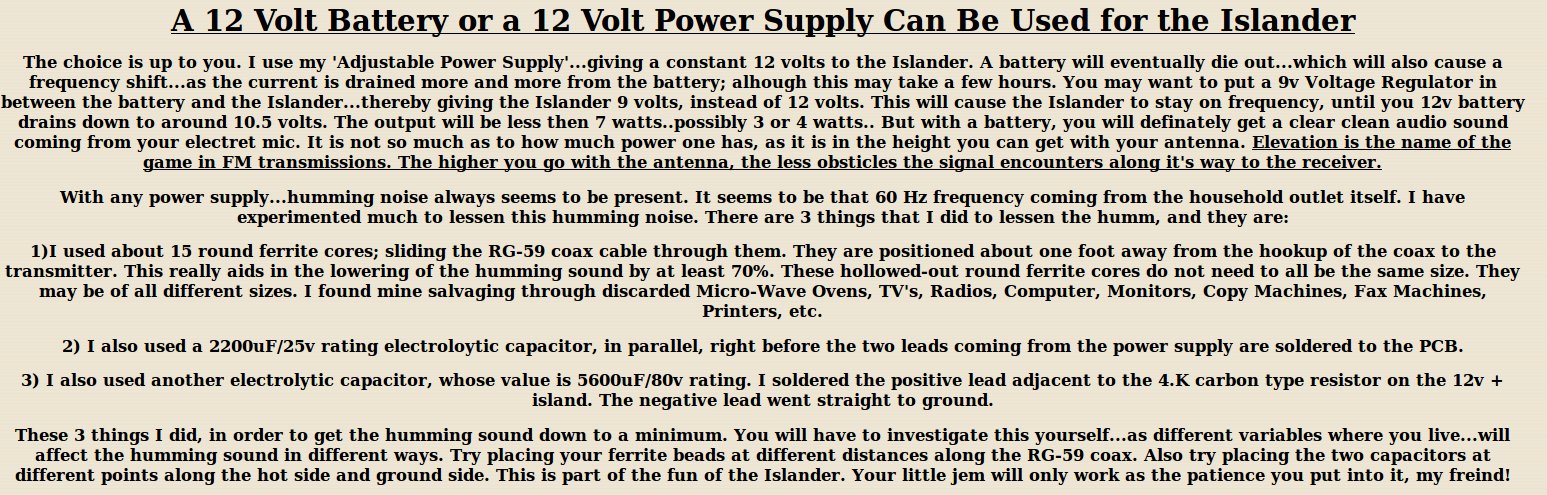 A 12 Volt Battery or a 12 Volt Power Supply Can Be Used for the Islander
The choice is up to you. I use my 'Adjustable Power Supply'...giving a constant 12 volts to the Islander. A battery will eventually die out...which will also cause a
frequency shift...as the current is drained more and more from the battery; alhough this may take a few hours. You may want to put a 9v Voltage Regulator in
between the battery and the Islander...thereby giving the Islander 9 volts, instead of 12 volts. This will cause the Islander to stay on frequency, until you 12v battery
drains down to around 10.5 volts. The output will be less then 7 watts..possibly 3 or 4 watts.. But with a battery, you will definately get a clear clean audio sound
coming from your electret mic. It is not so much as to how much power one has, as it is in the height you can get with your antenna. Elevation is the name of the
game in FM transmissions. The higher you go with the antenna, the less obsticles the signal encounters along it's way to the receiver.
With any power supply...humming noise always seems to be present. It seems to be that 60 Hz frequency coming from the household outlet itself. I have
experimented much to lessen this humming noise. There are 3 things that I did to lessen the humm, and they are:
1)I used about 15 round ferrite cores; sliding the RG-59 coax cable through them. They are positioned about one foot away from the hookup of the coax to the
transmitter. This really aids in the lowering of the humming sound by at least 70%. These hollowed-out round ferrite cores do not need to all be the same size. They
may be of all different sizes. I found mine salvaging through discarded Micro-Wave Ovens, TV's, Radios, Computer, Monitors, Copy Machines, Fax Machines,
Printers, etc.
2) I also used a 2200uF/25v rating electroloytic capacitor, in parallel, right before the two leads coming from the power supply are soldered to the PCB.
3) I also used another electrolytic capacitor, whose value is 5600uF/80v rating. I soldered the positive lead adjacent to the 4.K carbon type resistor on the 12v +
island. The negative lead went straight to ground.
These 3 things I did, in order to get the humming sound down to a minimum. You will have to investigate this yourself...as different variables where you live...will
affect the humming sound in different ways. Try placing your ferrite beads at different distances along the RG-59 coax. Also try placing the two capacitors at
different points along the hot side and ground side. This is part of the fun of the Islander. Your little jem will only work as the patience you put into it, my freind!